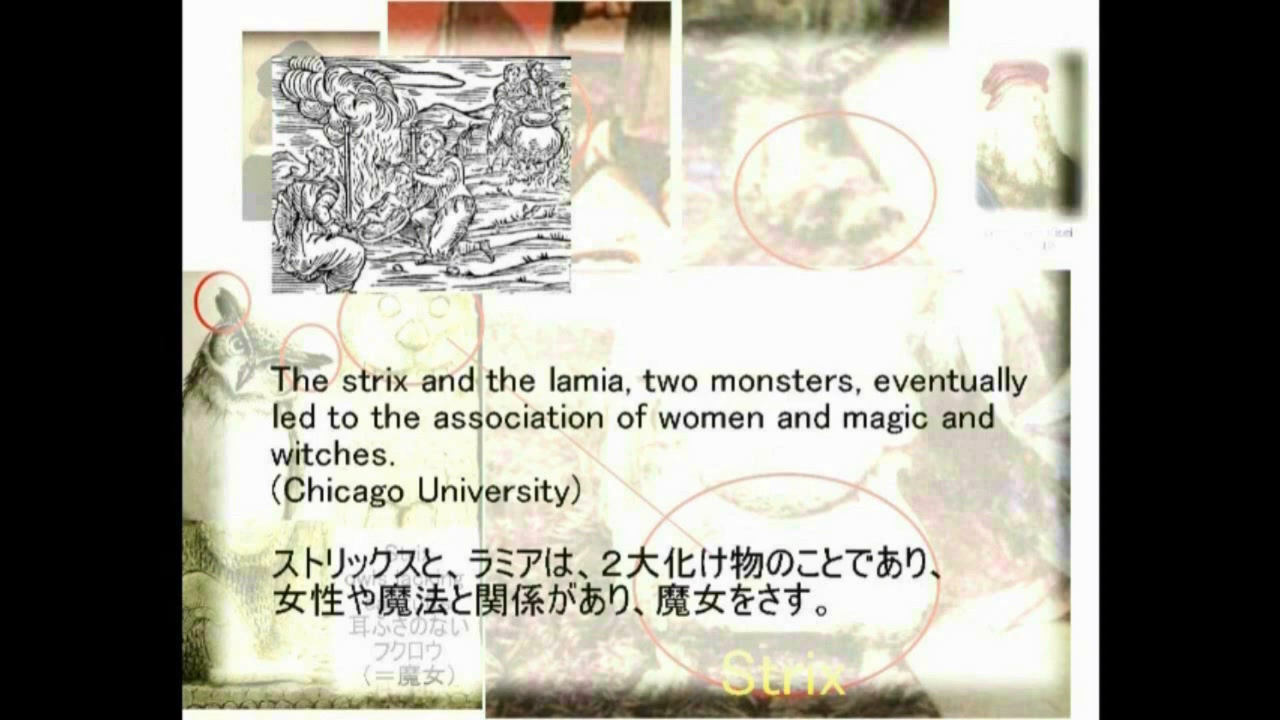 The strix and the lamia, two monsters, eventually
led to the association of women and magic and
witches.
(Chicago University)
ストリックスと、ラミアは、２大化け物のことであり、
女性や魔法と関係があり、魔女をさす。
耳ふさのない
フクロウ
（＝魔女）
Strix